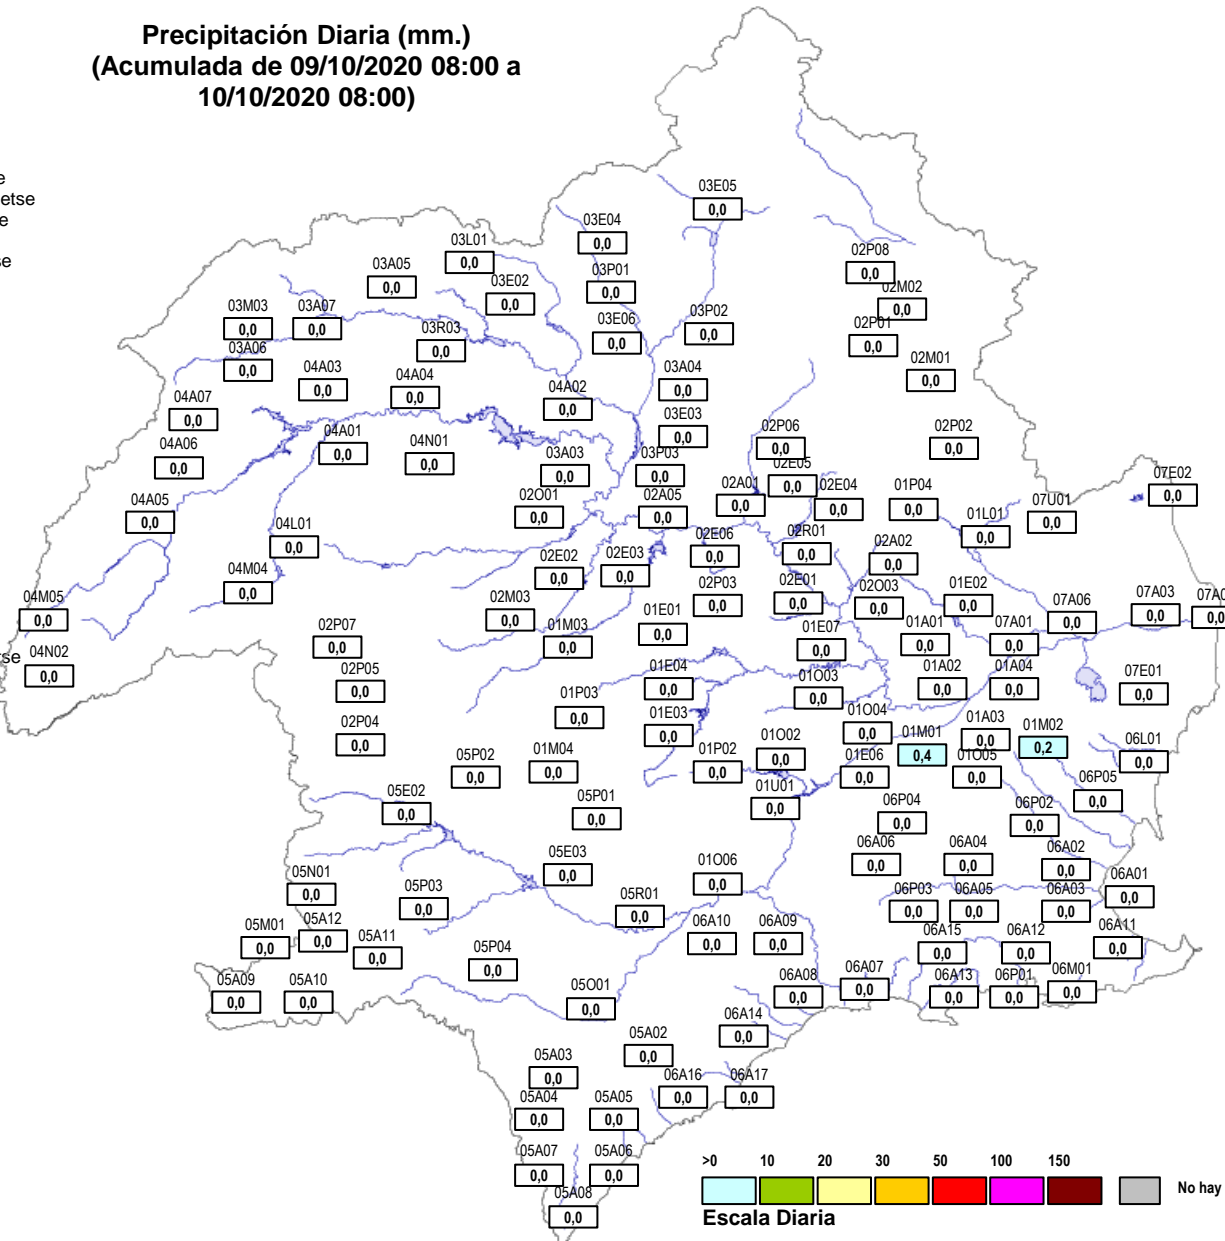 Precipitación Diaria (mm.)
(Acumulada de 09/10/2020 08:00 a
10/10/2020 08:00)
e
etse
e
se
rse
03E05
0,0
03E04
0,0
03L01
0,0
02P08
0,0
03A05
0,0
03P01
0,0
03E02
0,0
02M02
0,0
03M03
0,0
03A07
0,0
03P02
0,0
03E06
0,0
02P01
0,0
03R03
0,0
03A06
0,0
02M01
0,0
04A03
0,0
03A04
0,0
04A04
0,0
04A02
0,0
04A07
0,0
03E03
0,0
02P06
0,0
02P02
0,0
04A01
0,0
04N01
0,0
04A06
0,0
03A03
0,0
03P03
0,0
02E05
0,0
07E02
0,0
02A01
0,0
02E04
0,0
01P04
0,0
04A05
0,0
02O01
0,0
02A05
0,0
07U01
0,0
01L01
0,0
04L01
0,0
02E06
0,0
02R01
0,0
02A02
0,0
02E02
0,0
02E03
0,0
04M04
0,0
02P03
0,0
02E01
0,0
02O03
0,0
01E02
0,0
04M05
0,0
02M03
0,0
07A06
0,0
07A03
0,0
07A0
0,0
01E01
0,0
02P07
0,0
01M03
0,0
01E07
0,0
01A01
0,0
07A01
0,0
04N02
0,0
02P05
0,0
01E04
0,0
01O03
0,0
01A02
0,0
01A04
0,0
07E01
0,0
01P03
0,0
02P04
0,0
01E03
0,0
01O04
0,0
01M01
0,4
01A03
0,0
01M02
0,2
05P02
0,0
01M04
0,0
01P02
0,0
01O02
0,0
01E06
0,0
01O05
0,0
06L01
0,0
05E02
0,0
05P01
0,0
01U01
0,0
06P05
0,0
06P04
0,0
06P02
0,0
05E03
0,0
01O06
0,0
06A06
0,0
06A04
0,0
06A02
0,0
05N01
0,0
05P03
0,0
05R01
0,0
06P03
0,0
06A05
0,0
06A03
0,0
06A01
0,0
05M01
0,0
05A12
0,0
05A11
0,0
05P04
0,0
06A10
0,0
06A09
0,0
06A15
0,0
06A12
0,0
06A11
0,0
05A09
0,0
05A10
0,0
05O01
0,0
06A08
0,0
06A07
0,0
06A13
0,0
06P01
0,0
06M01
0,0
06A14
0,0
05A02
0,0
05A03
0,0
06A16
0,0
06A17
0,0
05A04
0,0
05A05
0,0
05A07
0,0
05A06
0,0
05A08
0,0
>0 10 20 30 50 100 150
No hay
Escala Diaria